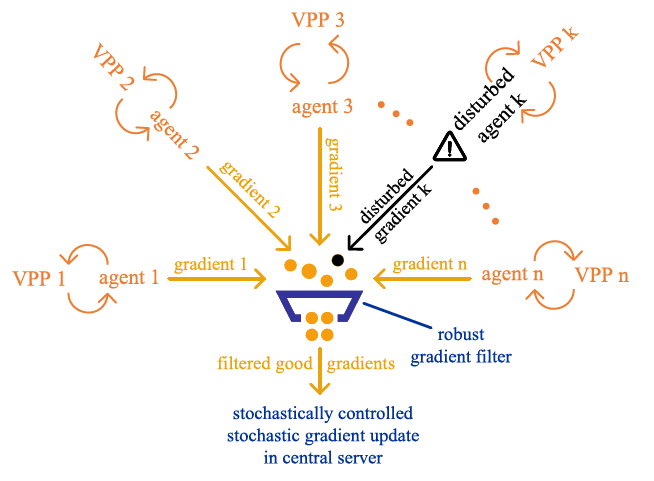 VPP 3
VPP 2
VPP k
agent 3
agent 2
disturbed
agent k
gradient 2
gradient 3
disturbed
gradient k
VPP 1
agent 1
gradient 1
gradient n
agent n
VPP n
robust
gradient filter
filtered good gradients
stochastically controlled
stochastic gradient update
in central server